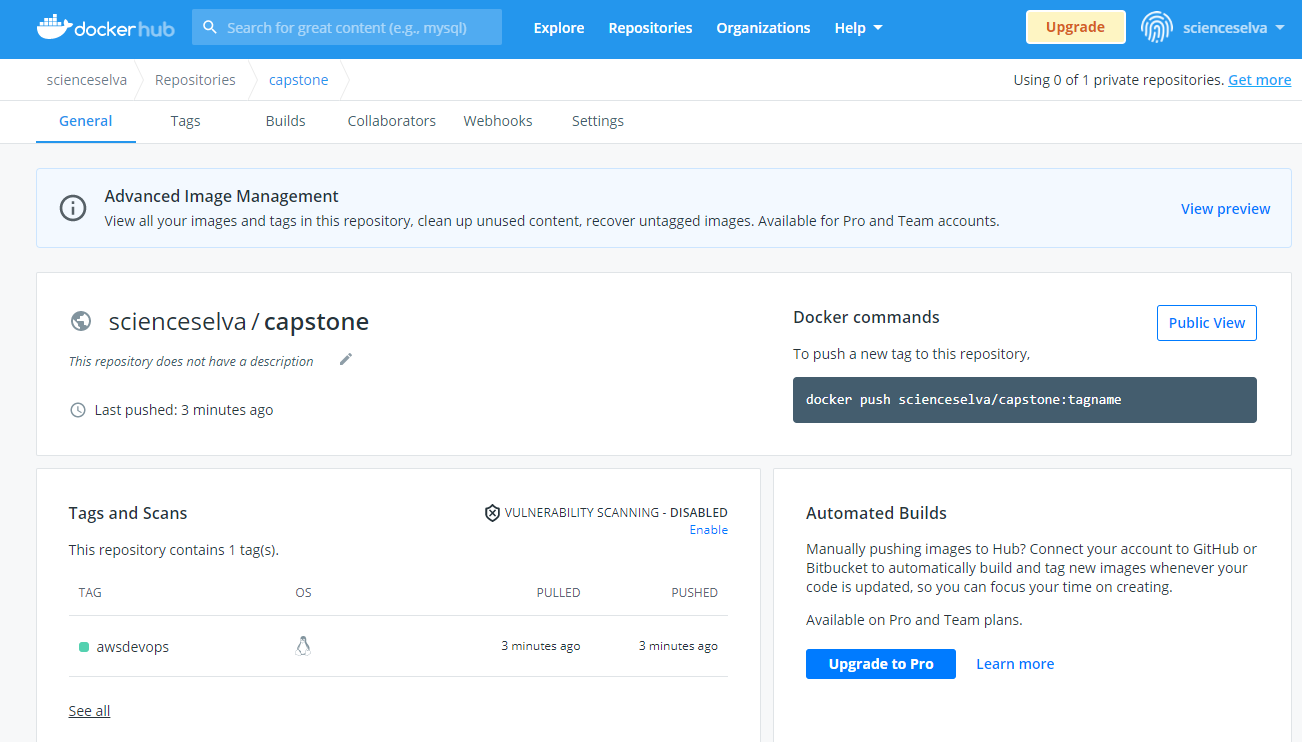 dockerhub Search for great content (e.g., mysql) Explore Repositories Organizations Help Upgrade scienceselva
scienceselva Repositories capstone Using 0 of 1 private repositories. Get more
General Tags Builds Collaborators Webhooks Settings
Advanced Image Management
View all your images and tags in this repository, clean up unused content, recover untagged images. Available for Pro and Team accounts.
View preview
scienceselva / capstone
This repository does not have a description
Last pushed: 3 minutes ago
Docker commands
Public View
To push a new tag to this repository,
docker push scienceselva/capstone:tagname
Tags and Scans
VULNERABILITY SCANNING - DISABLED
Enable
This repository contains 1 tag(s).
TAG OS PULLED PUSHED
awsdevops 3 minutes ago 3 minutes ago
See all
Automated Builds
Manually pushing images to Hub? Connect your account to GitHub or
Bitbucket to automatically build and tag new images whenever your
code is updated, so you can focus your time on creating.
Available on Pro and Team plans.
Upgrade to Pro Learn more